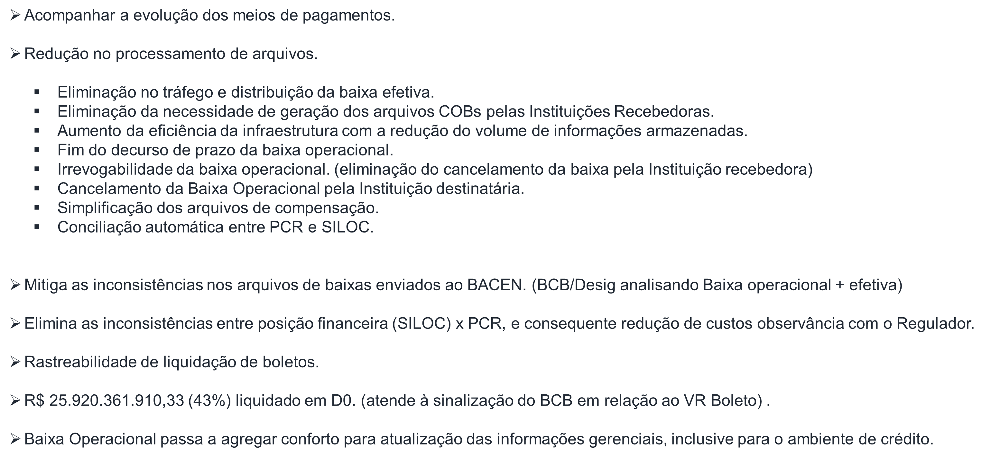 ➢ Acompanhar a evolução dos meios de pagamentos.
➢ Redução no processamento de arquivos.
▪ Eliminação no tráfego e distribuição da baixa efetiva.
▪ Eliminação da necessidade de geração dos arquivos COBs pelas Instituições Recebedoras.
▪ Aumento da eficiência da infraestrutura com a redução do volume de informações armazenadas.
▪ Fim do decurso de prazo da baixa operacional.
▪ Irrevogabilidade da baixa operacional. (eliminação do cancelamento da baixa pela Instituição recebedora)
▪ Cancelamento da Baixa Operacional pela Instituição destinatária.
▪ Simplificação dos arquivos de compensação.
▪ Conciliação automática entre PCR e SILOC.
➢ Mitiga as inconsistências nos arquivos de baixas enviados ao BACEN. (BCB/Desig analisando Baixa operacional + efetiva)
➢ Elimina as inconsistências entre posição financeira (SILOC) x PCR, e consequente redução de custos observância com o Regulador.
➢ Rastreabilidade de liquidação de boletos.
➢ R$ 25.920.361.910,33 (43%) liquidado em D0. (atende à sinalização do BCB em relação ao VR Boleto) .
➢ Baixa Operacional passa a agregar conforto para atualização das informações gerenciais, inclusive para o ambiente de crédito.